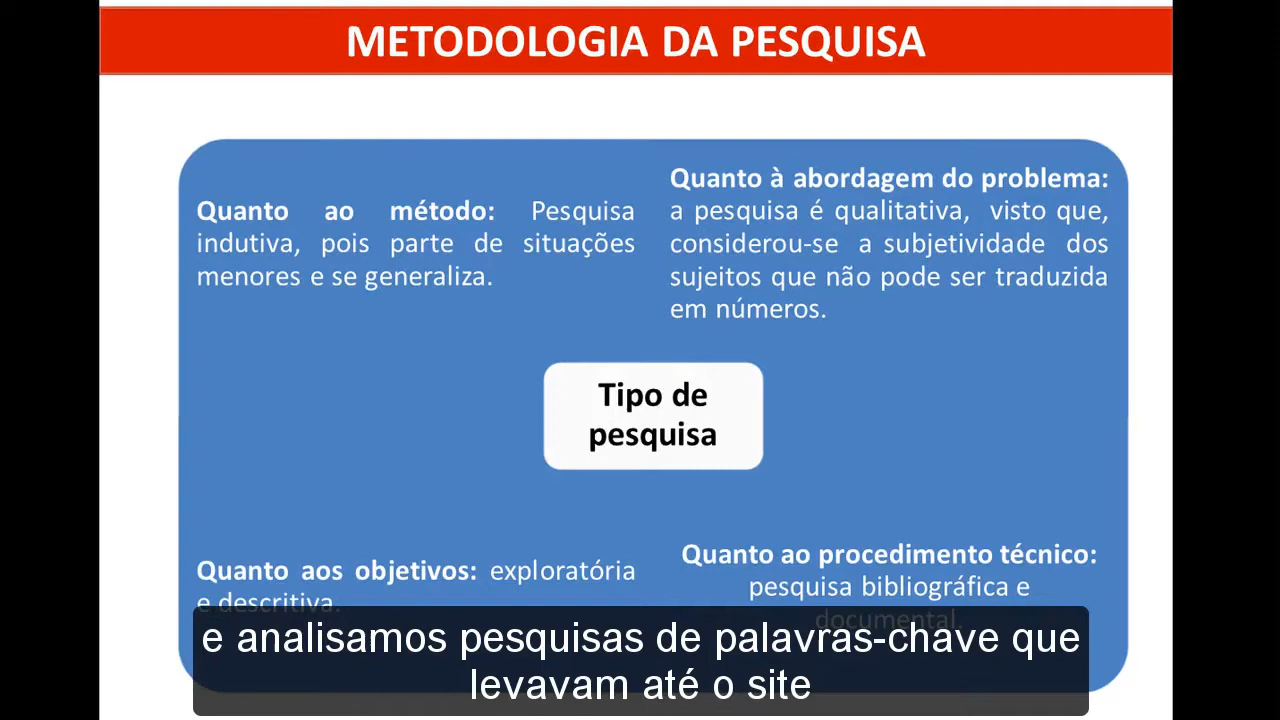 METODOLOGIA DA PESQUISA
Quanto ao método: Pesquisa
indutiva, pois parte de situações
menores e se generaliza.
Quanto à abordagem do problema:
a pesquisa é qualitativa, visto que,
considerou-se a subjetividade dos
sujeitos que não pode ser traduzida
em números.
Tipo de
pesquisa
Quanto aos objetivos: exploratória
e descritiva.
Quanto ao procedimento técnico:
pesquisa bibliográfica e
documental.
e analisamos pesquisas de palavras-chave que
levavam até o site